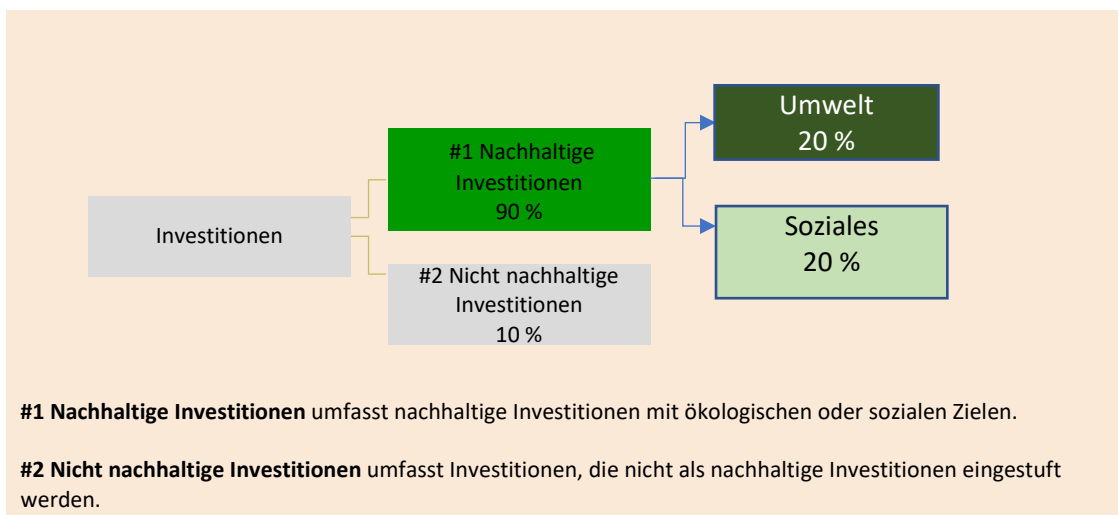 Umwelt
20 %
#1 Nachhaltige
Investitionen
90 %
Investitionen
Soziales
20 %
#2 Nicht nachhaltige
Investitionen
10 %
#1 Nachhaltige Investitionen umfasst nachhaltige Investitionen mit ökologischen oder sozialen Zielen.
#2 Nicht nachhaltige Investitionen umfasst Investitionen, die nicht als nachhaltige Investitionen eingestuft
werden.